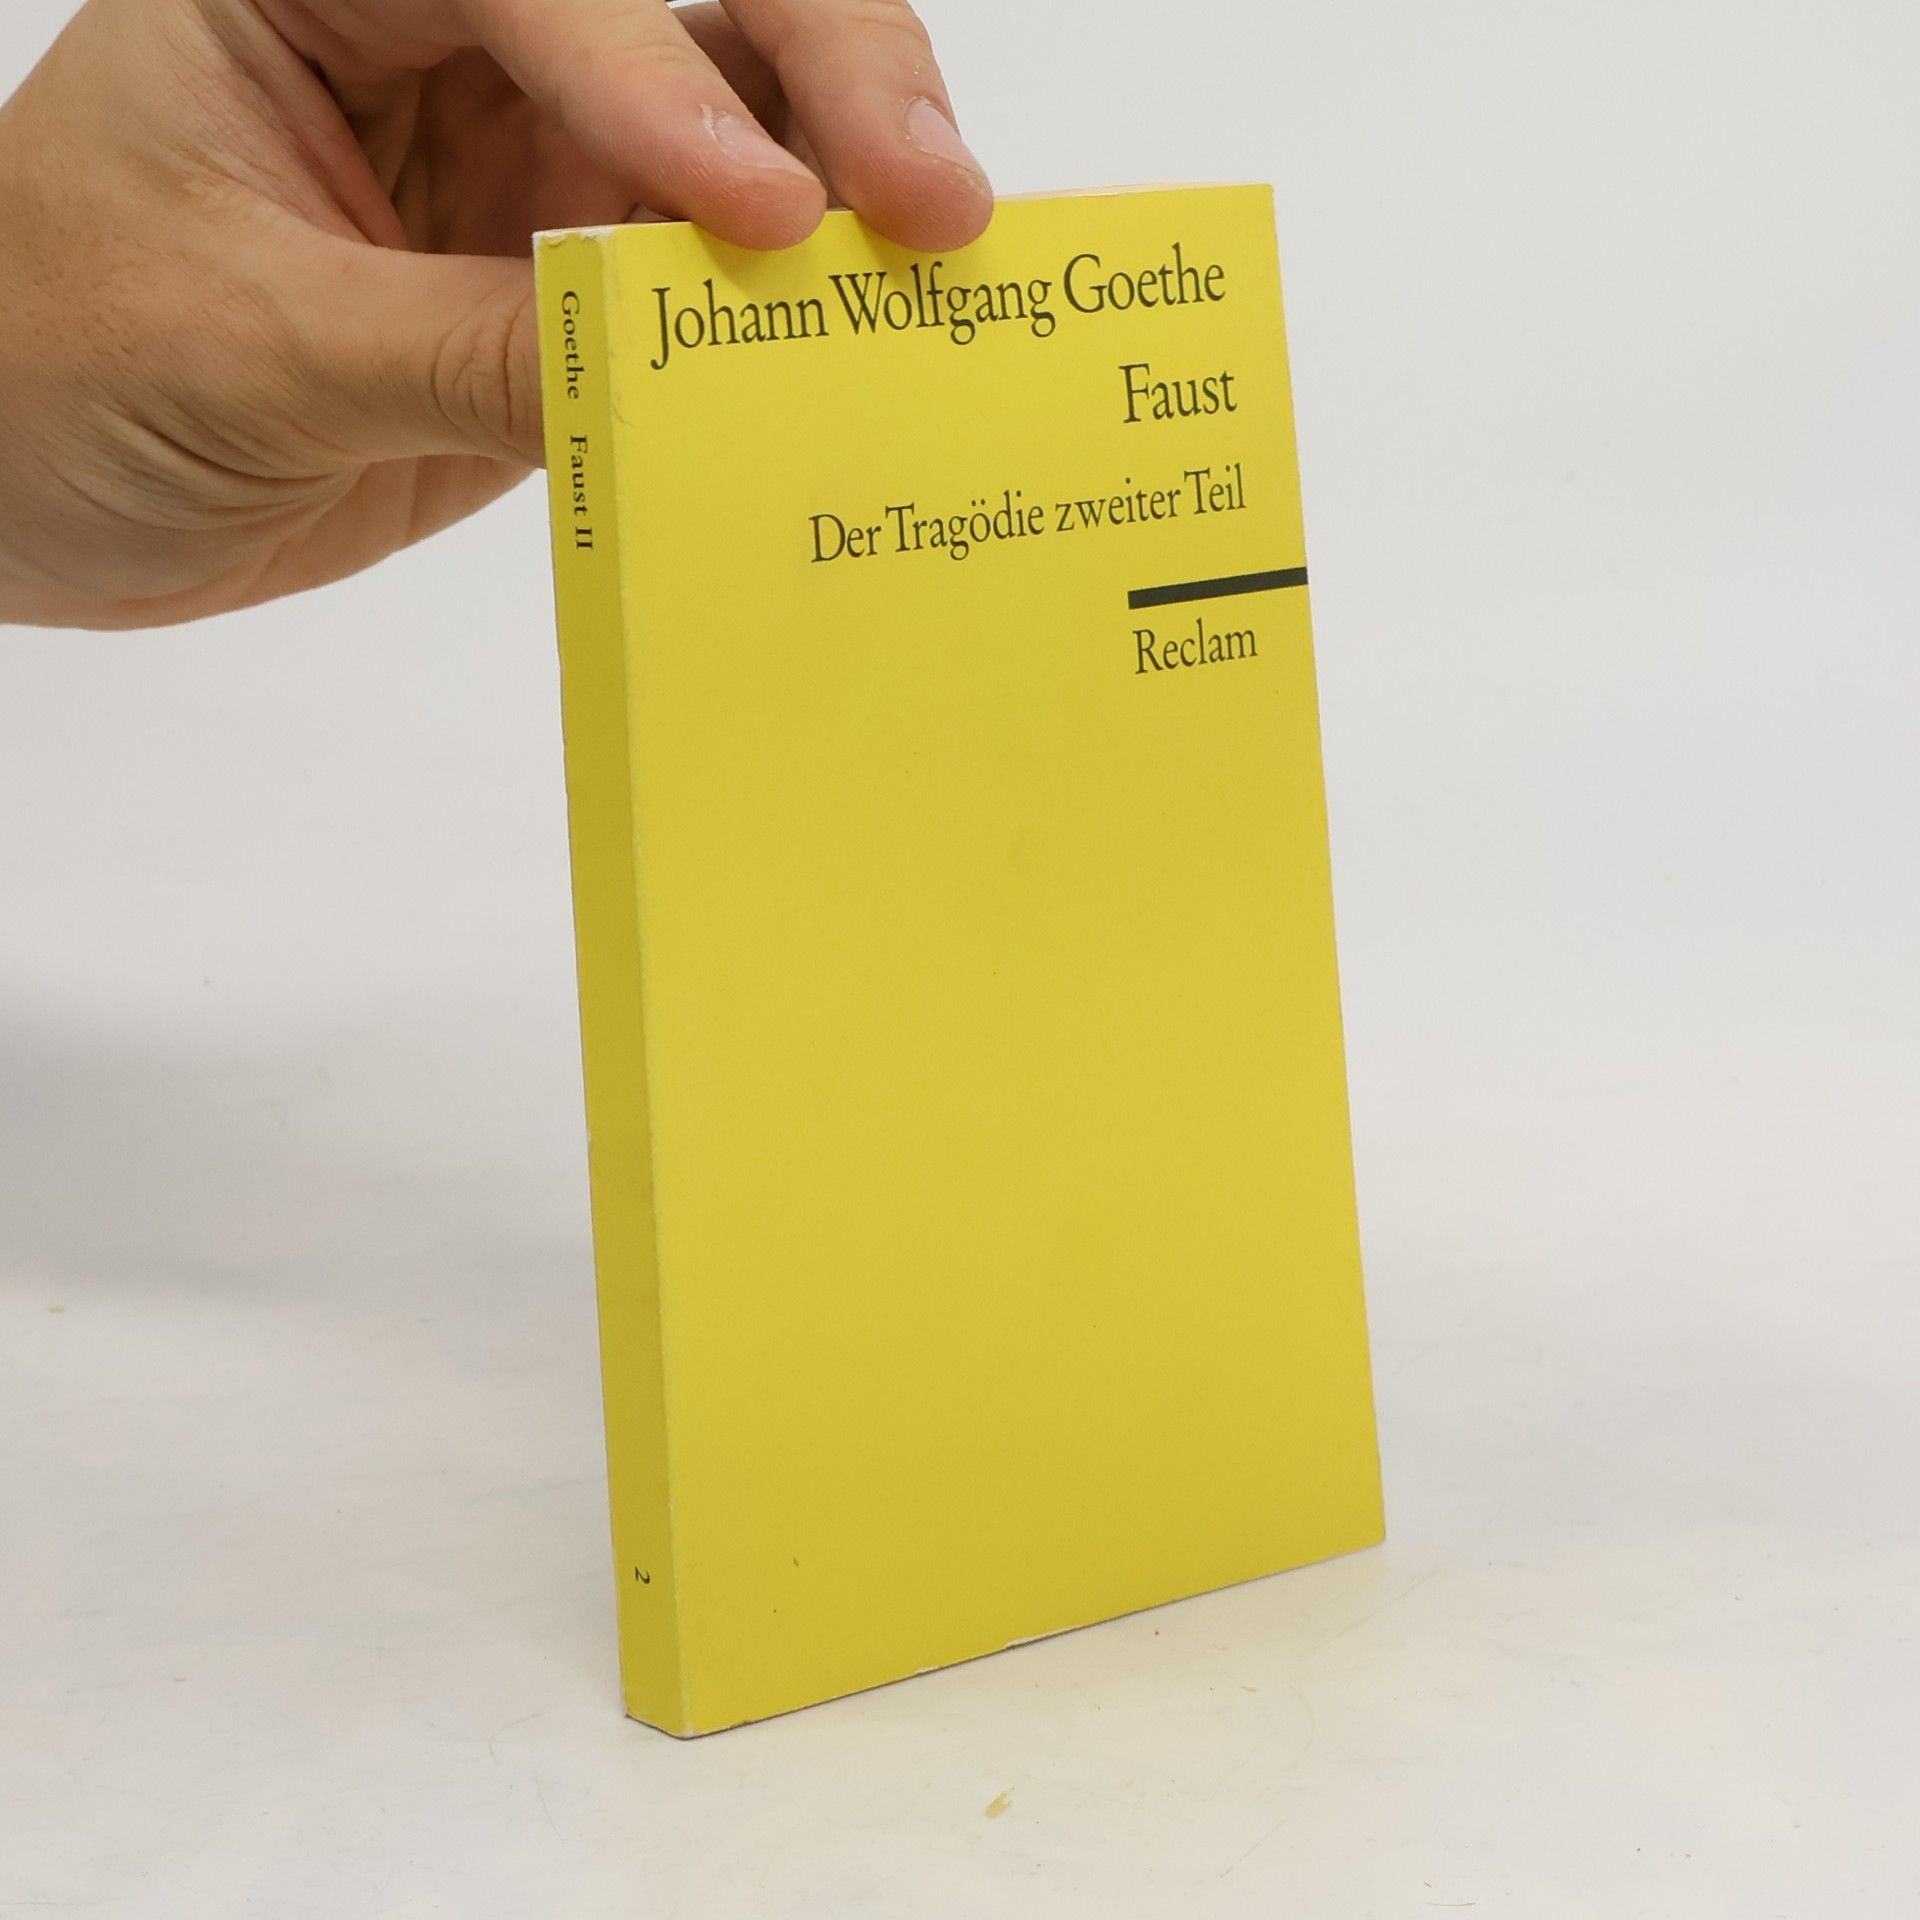 Johann Wolfgang Goethe
Faust
Der Tragödie zweiter Teil
Reclam
Goethe Faust II
2